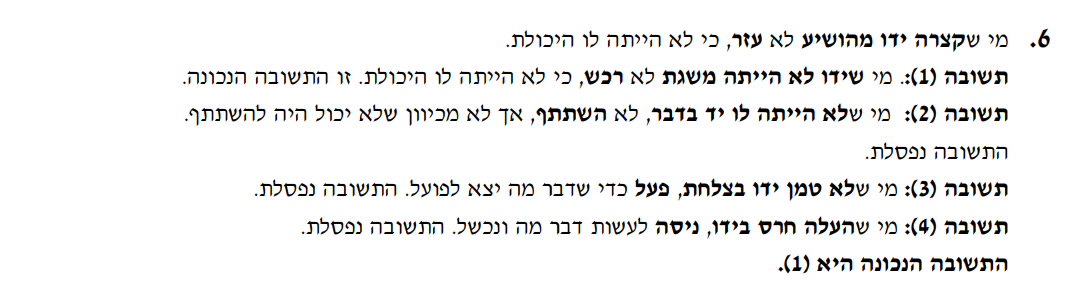 6. מי שקצרה ידו מהושיע לא עזר, כי לא הייתה לו היכולת.
תשובה (1):. מי שידו לא הייתה משגת לא רכש, כי לא הייתה לו היכולת. זו התשובה הנכונה.
תשובה (2): מי שלא הייתה לו יד בדבר, לא השתתף, אך לא מכיוון שלא יכול היה להשתתף.
התשובה נפסלת.
תשובה (3): מי שלא טמן ידו בצלחת, פעל כדי שדבר מה יצא לפועל. התשובה נפסלת.
תשובה (4): מי שהעלה חרס בידו, ניסה לעשות דבר מה ונכשל. התשובה נפסלת.
התשובה הנכונה היא (1).